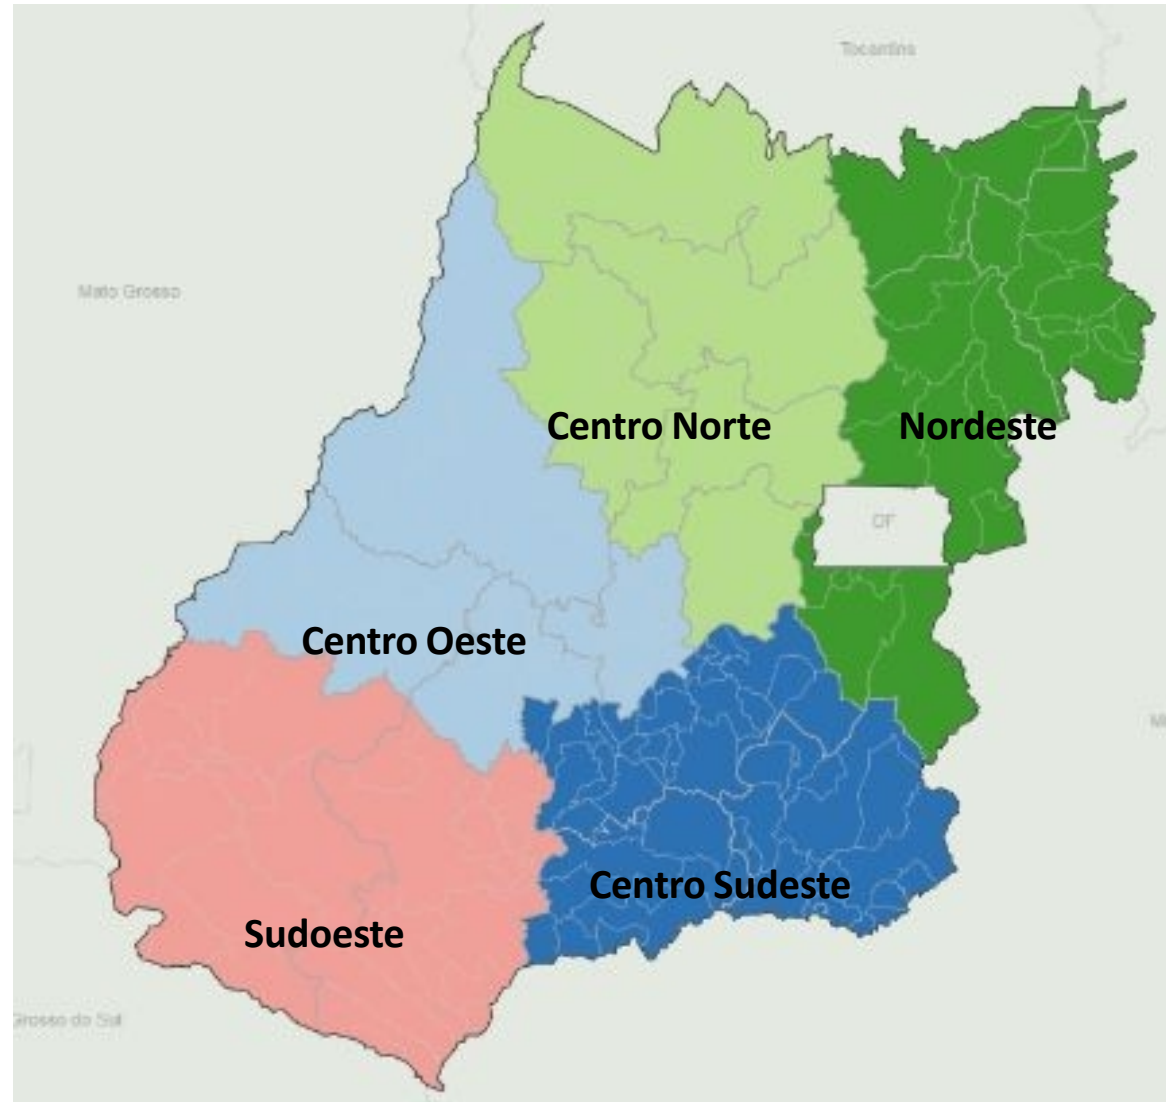 Tocantins
Mato Grosso
Centro Norte
Nordeste
DF
Centro Oeste
Centro Sudeste
Sudoeste
Grosso do Sul